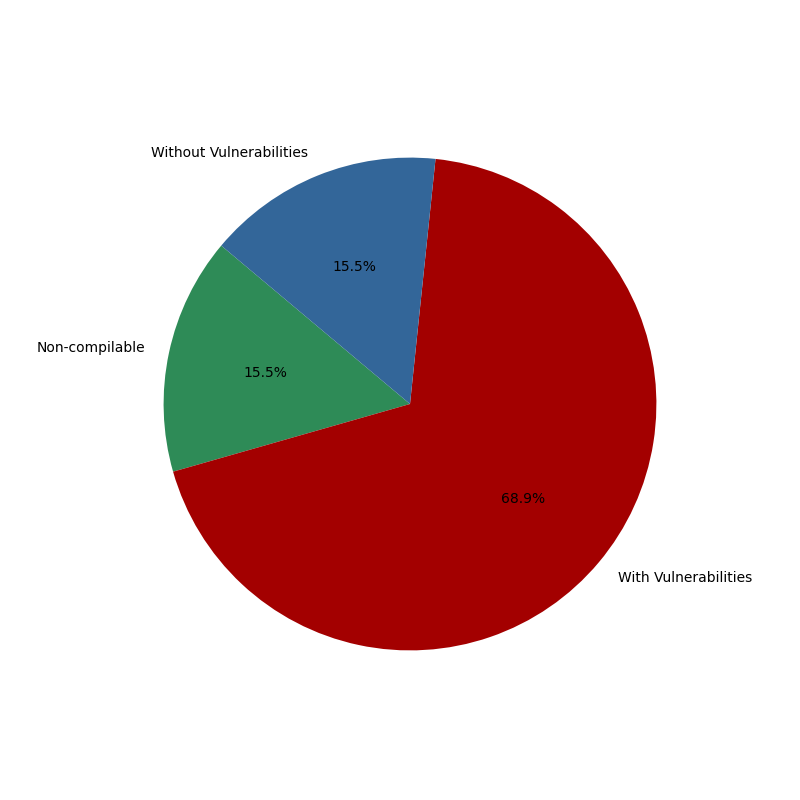 Without Vulnerabilities
15.5%
Non-compilable
15.5%
68.9%
With Vulnerabilities